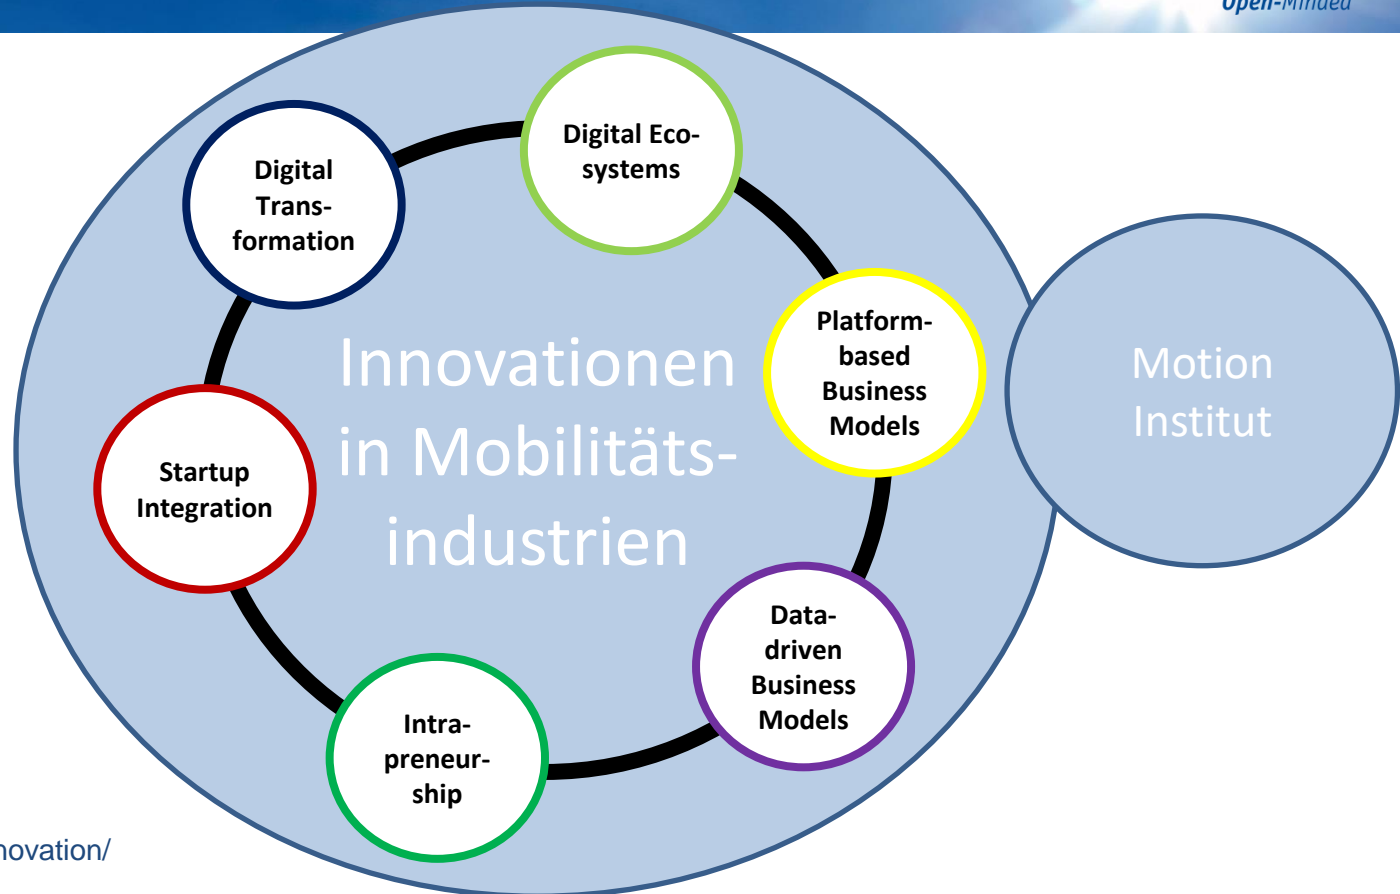 Open-Minded
Digital Eco-
systems
Digital
Trans-
formation
Platform-
based
Business
Models
Innovationen
in Mobilitäts-
industrien
Motion
Institut
Startup
Integration
Data-
driven
Business
Models
Intra-
preneur-
ship
novation/